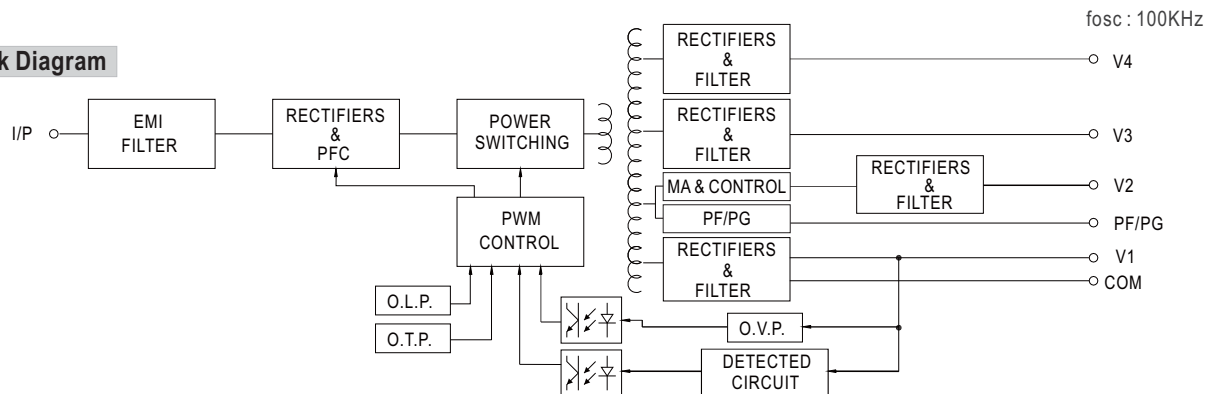 fosc : 100KHz
k Diagram
I/P
EMI
FILTER
RECTIFIERS
&
PFC
POWER
SWITCHING
RECTIFIERS
&
FILTER
V4
RECTIFIERS
&
FILTER
V3
MA & CONTROL
RECTIFIERS
&
FILTER
V2
PF/PG
PF/PG
PWM
CONTROL
RECTIFIERS
&
FILTER
V1
COM
O.L.P.
O.T.P.
O.V.P.
DETECTED
CIRCUIT